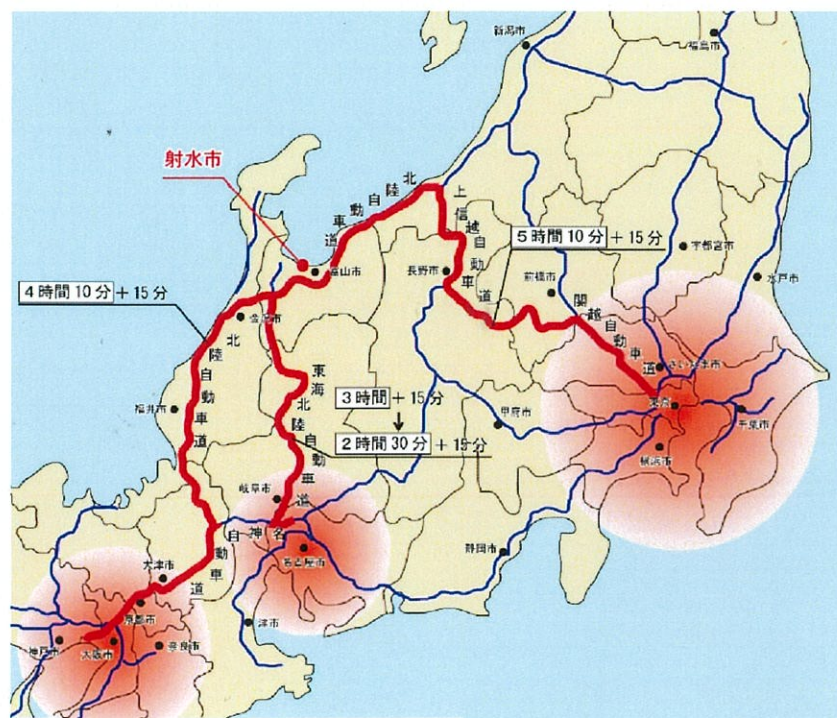 新潟市
福島市
射水市
北陸自動車道
上信越自動車道
5時間10分+15分
宇都宮市
富山市
長野市
前橋市
水戸市
4時間10分+15分
関越自動車道
金沢市
北陸自動車道
さいたま市
東海北陸自動車道
3時間+15分
↓
2時間30分+15分
福井市
甲府市
東京
千葉市
横浜市
岐阜市
名神自動車道
名古屋市
静岡市
大津市
京都市
津市
神戸市
大阪市
奈良市